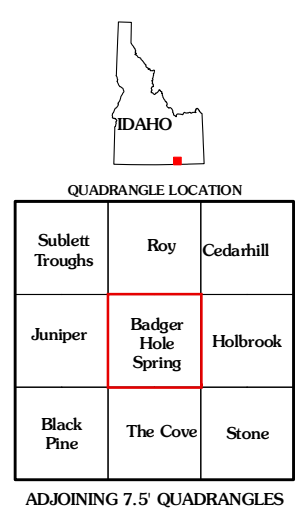 IDAHO
QUADRANGLE LOCATION
Sublett
Troughs
Roy
Cedarhill
Juniper
Badger
Hole
Spring
Holbrook
Black
Pine
The Cove
Stone
ADJOINING 7.5' QUADRANGLES